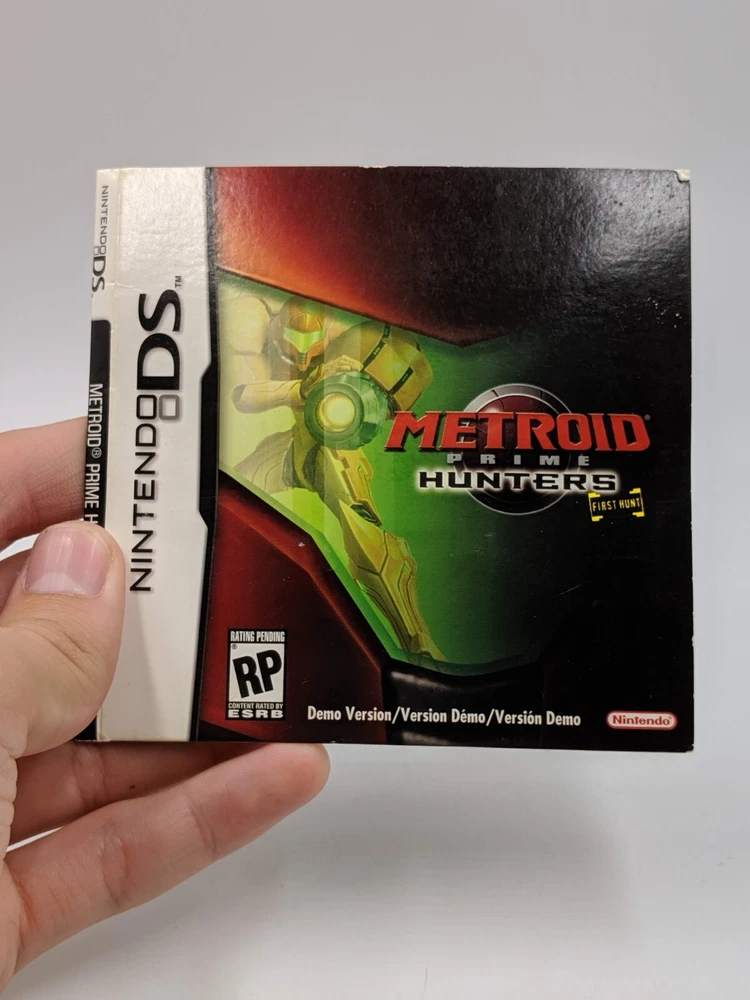 NINTENDO DS
METROID® PRIME H
NINTENDO DS™
METROID®
PRIME
HUNTERS
FIRST HUNT
RATING PENDING
RP
®
CONTENT RATED BY
ESRB
Demo Version/Version Démo/Versión Demo
Nintendo®